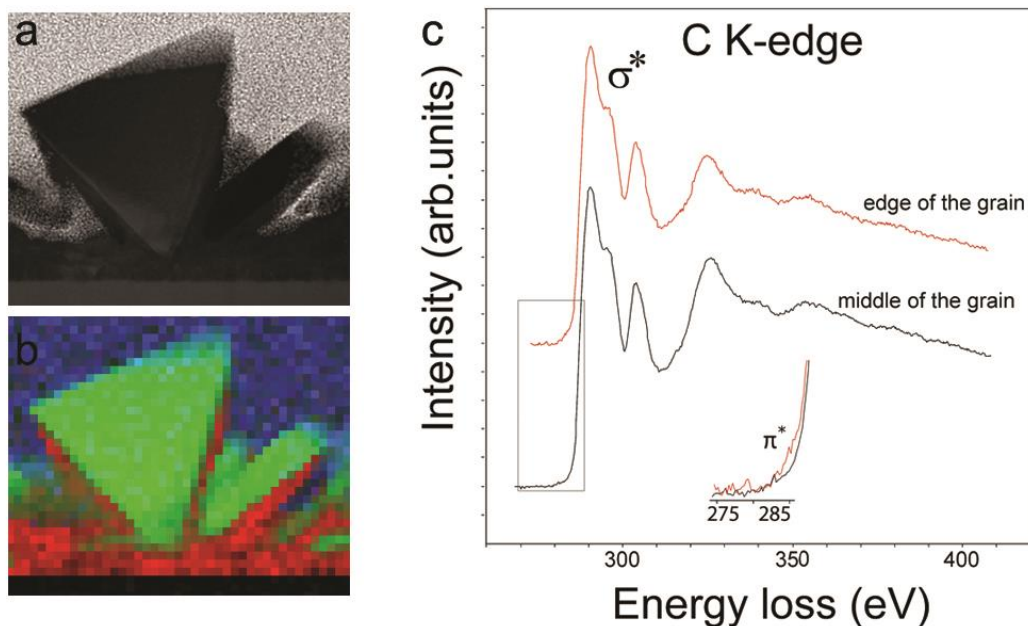 a
b
c
C K-edge
σ*
edge of the grain
middle of the grain
π*
275 285
300 350 400
Intensity (arb.units)
Energy loss (eV)